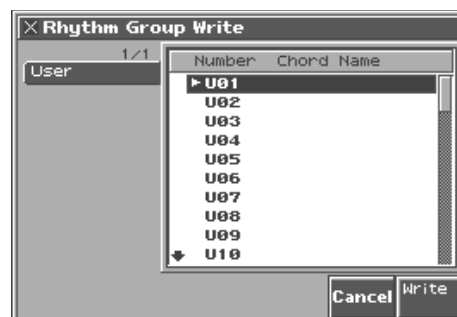 Rhythm Group Write
1/1
User
Number Chord Name
U01
U02
U03
U04
U05
U06
U07
U08
U09
U10
Cancel Write